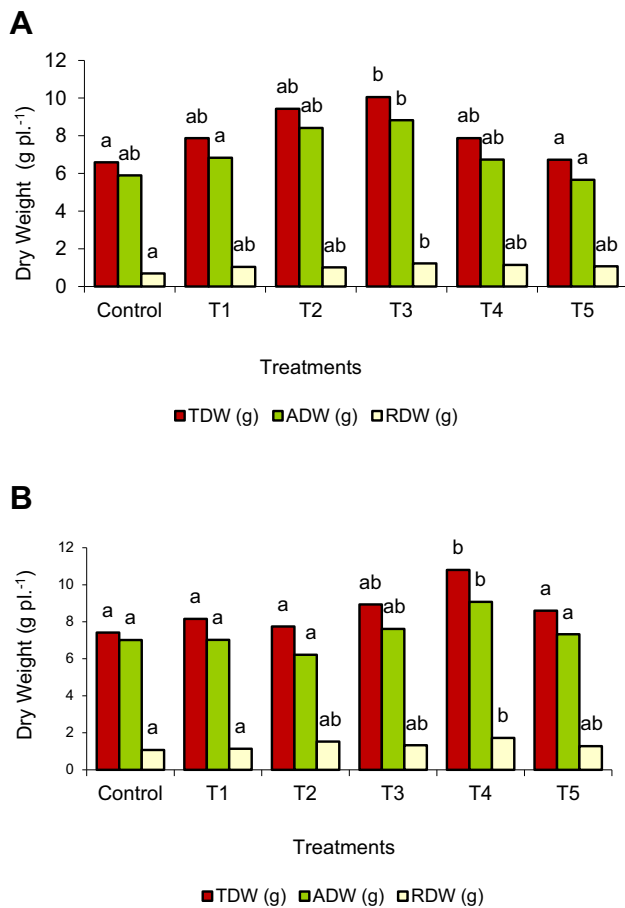 A
Dry Weight (g pl.⁻¹)
12
10
8
6
4
2
0
a ab a
ab a ab
ab ab ab
b b b
ab ab ab
a a ab
Control T1 T2 T3 T4 T5
Treatments
TDW (g) ADW (g) RDW (g)
B
Dry Weight (g pl.⁻¹)
12
10
8
6
4
2
0
a a a
a a a
a a ab
ab ab ab
b b b
a a ab
Control T1 T2 T3 T4 T5
Treatments
TDW (g) ADW (g) RDW (g)